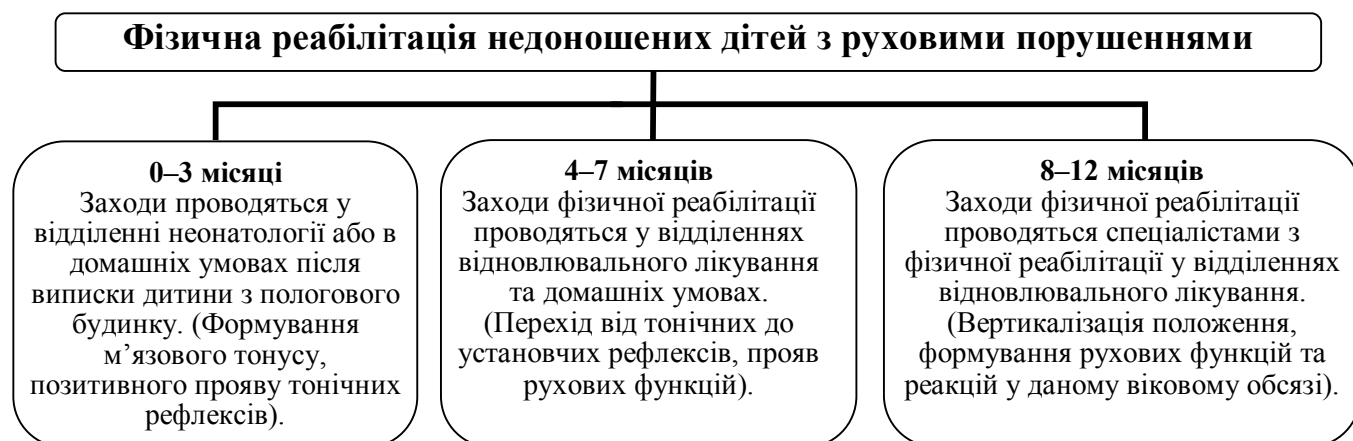 Фізична реабілітація недоношених дітей з руховими порушеннями
0–3 місяці
Заходи проводяться у
відділенні неонатології або в
домашніх умовах після
виписки дитини з пологового
будинку. (Формування
м’язового тонусу,
позитивного прояву тонічних
рефлексів).
4–7 місяців
Заходи фізичної реабілітації
проводяться у відділеннях
відновлювального лікування
та домашніх умовах.
(Перехід від тонічних до
установчих рефлексів, прояв
рухових функцій).
8–12 місяців
Заходи фізичної реабілітації
проводяться спеціалістами з
фізичної реабілітації у відділеннях
відновлювального лікування.
(Вертикалізація положення,
формування рухових функцій та
реакцій у даному віковому обсязі).